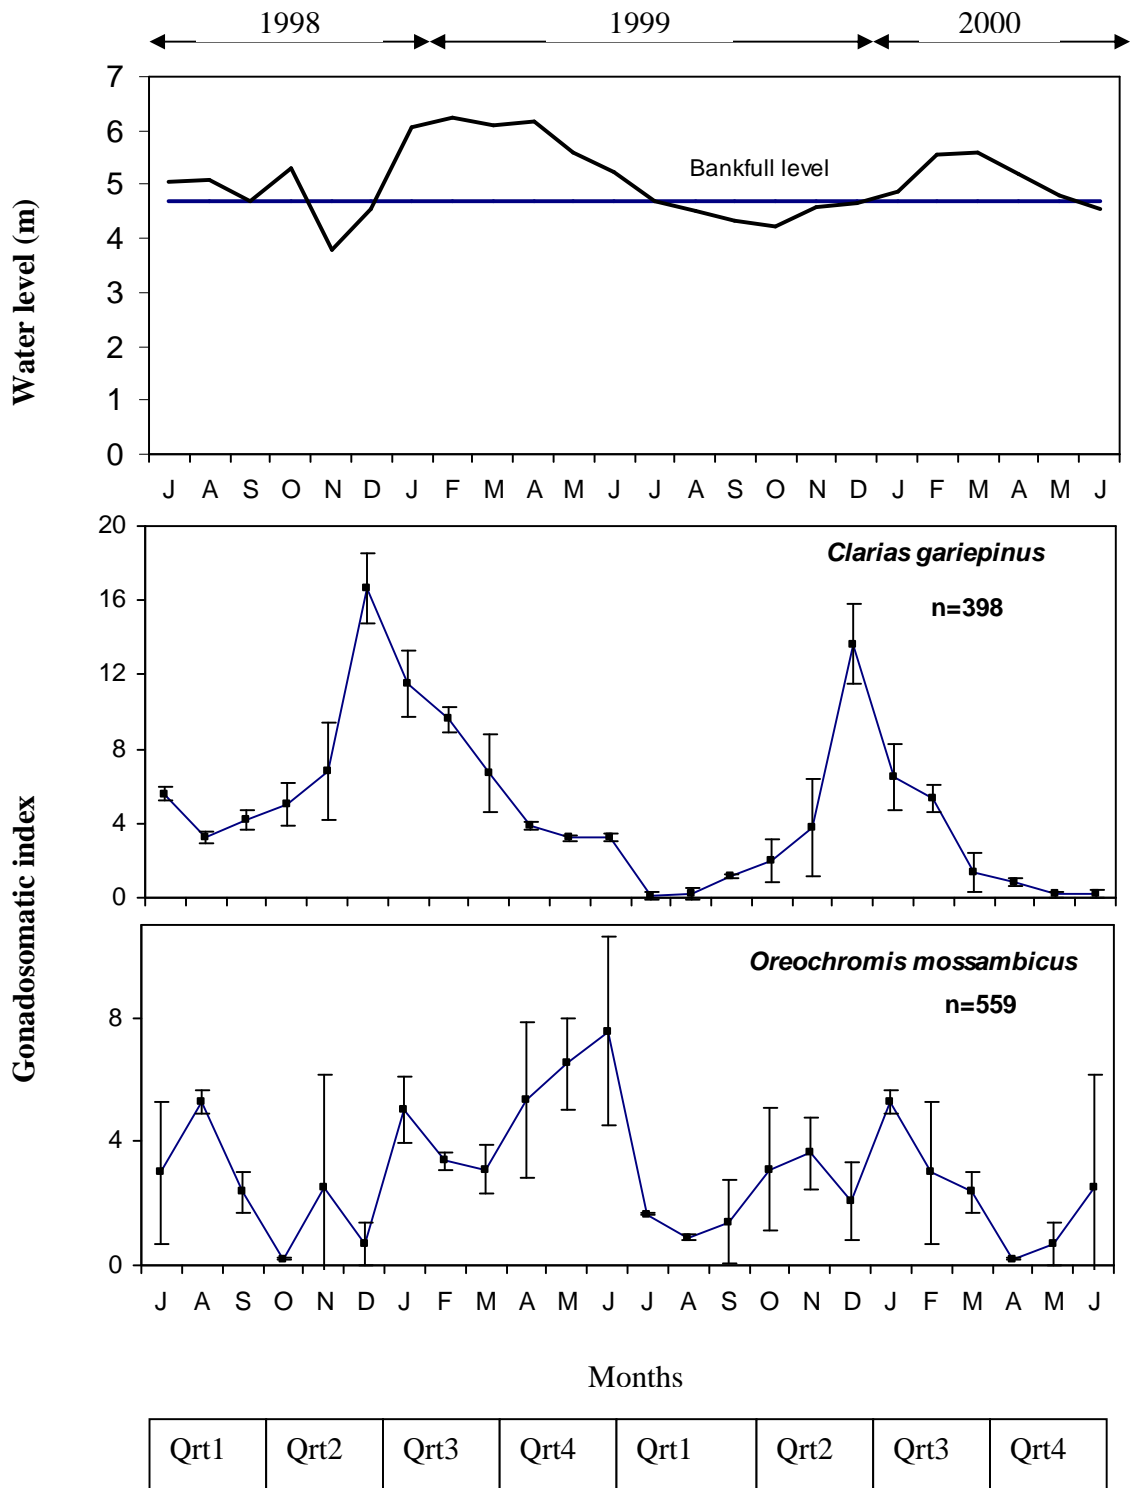 1998 1999 2000
7
6
5
4
3
2
1
0
Water level (m)
Bankfull level
J A S O N D J F M A M J J A S O N D J F M A M J
20
16
12
8
4
0
Clarias gariepinus
n=398
Gonadosomatic index
8
4
0
Oreochromis mossambicus
n=559
J A S O N D J F M A M J J A S O N D J F M A M J
Months
Qrt1 Qrt2 Qrt3 Qrt4 Qrt1 Qrt2 Qrt3 Qrt4